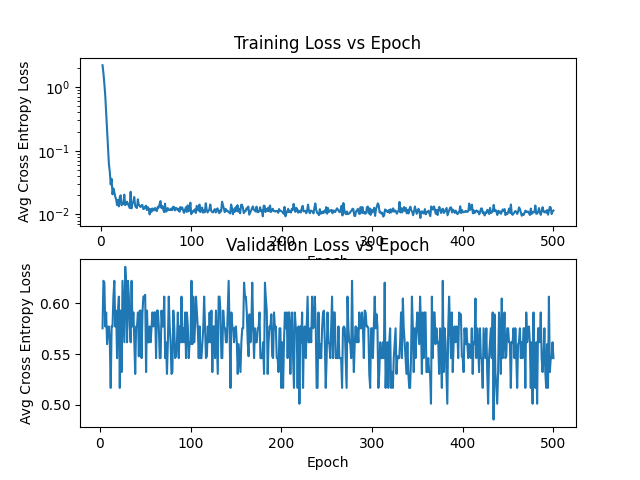 Training Loss vs Epoch
Avg Cross Entropy Loss
10^0
10^-1
10^-2
0 100 200 300 400 500
Epoch
Validation Loss vs Epoch
Avg Cross Entropy Loss
0.60
0.55
0.50
0 100 200 300 400 500
Epoch